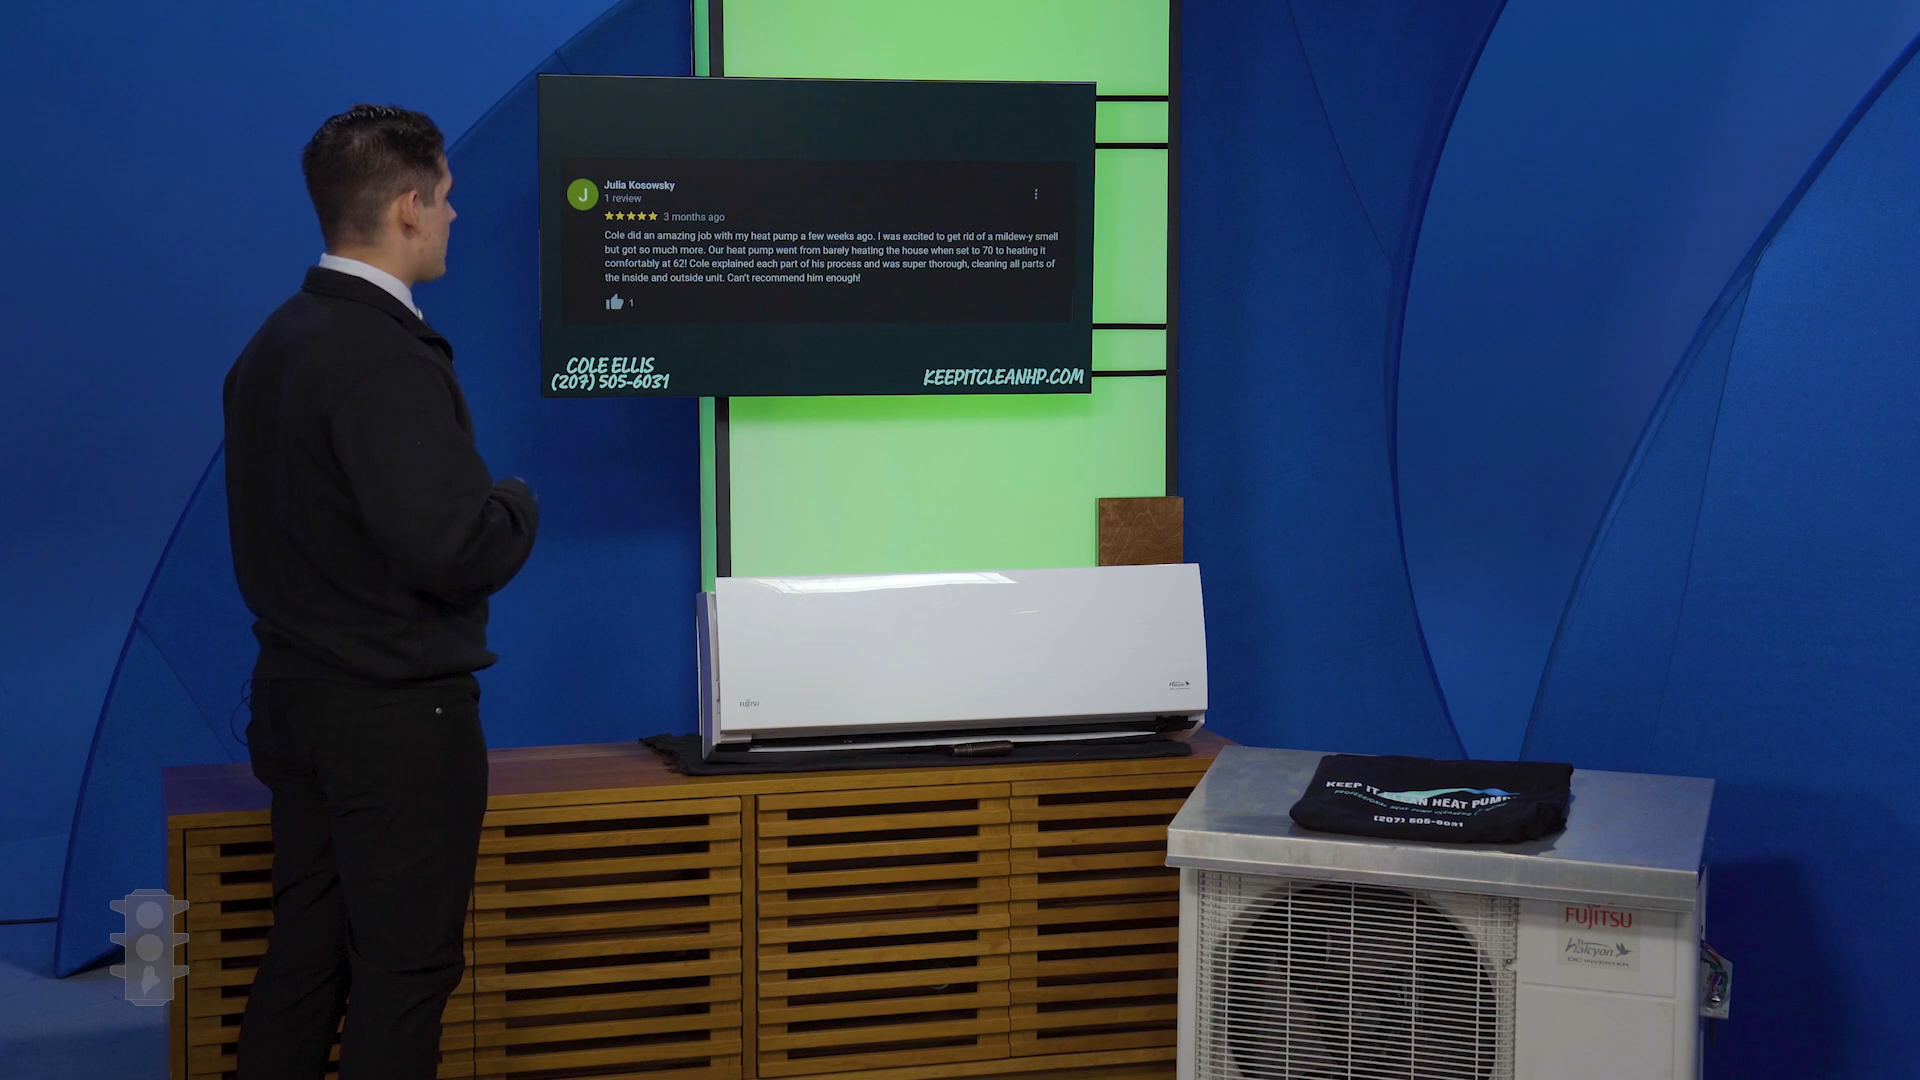 J
Julia Kosowsky
1 review
3 months ago
Cole did an amazing job with my heat pump a few weeks ago. I was excited to get rid of a mildew-y smell
but got so much more. Our heat pump went from barely heating the house when set to 70 to heating it
comfortably at 62! Cole explained each part of his process and was super thorough, cleaning all parts of
the inside and outside unit. Can't recommend him enough!
1
COLE ELLIS
(207) 505-6031
KEEPITCLEANHP.COM
FUJITSU
Halcyon
KEEP IT CLEAN HEAT PUMPS
PROFESSIONAL HEAT PUMP
(207) 505-6031
FUJITSU
Halcyon
DC INVERTER